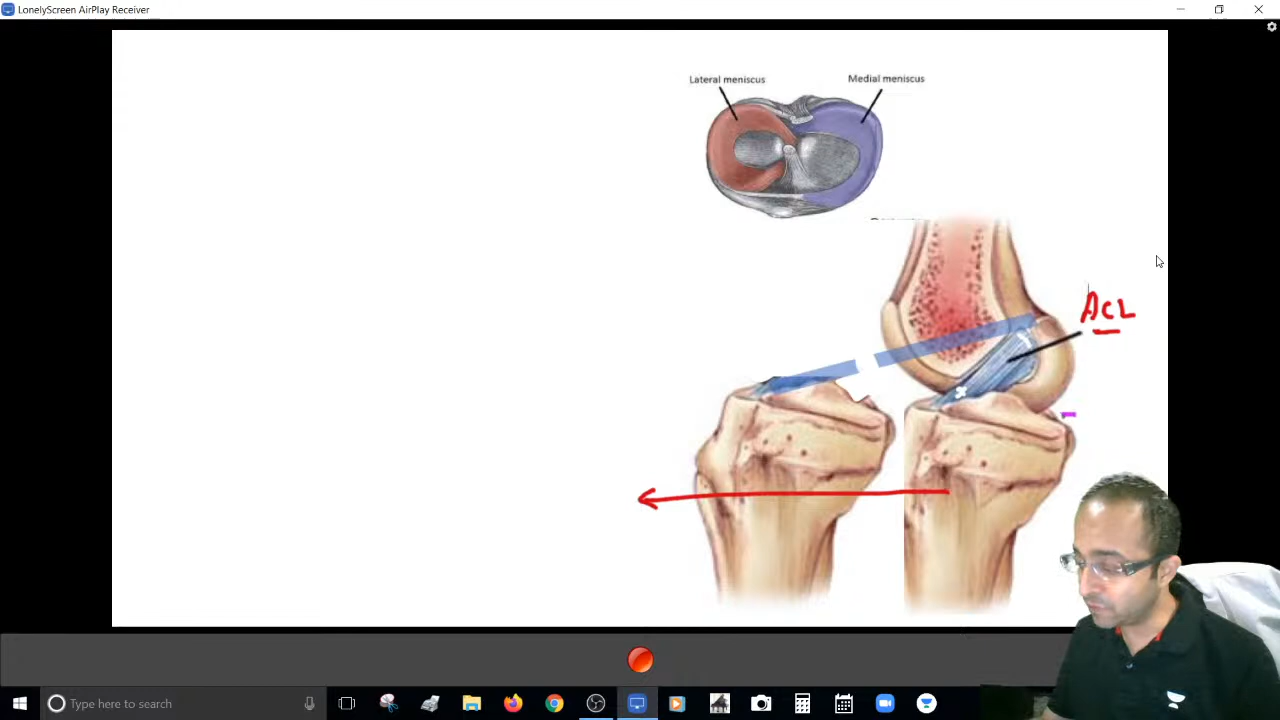 LonelyScreen AirPlay Receiver
Lateral meniscus
Medial meniscus
ACL
Type here to search